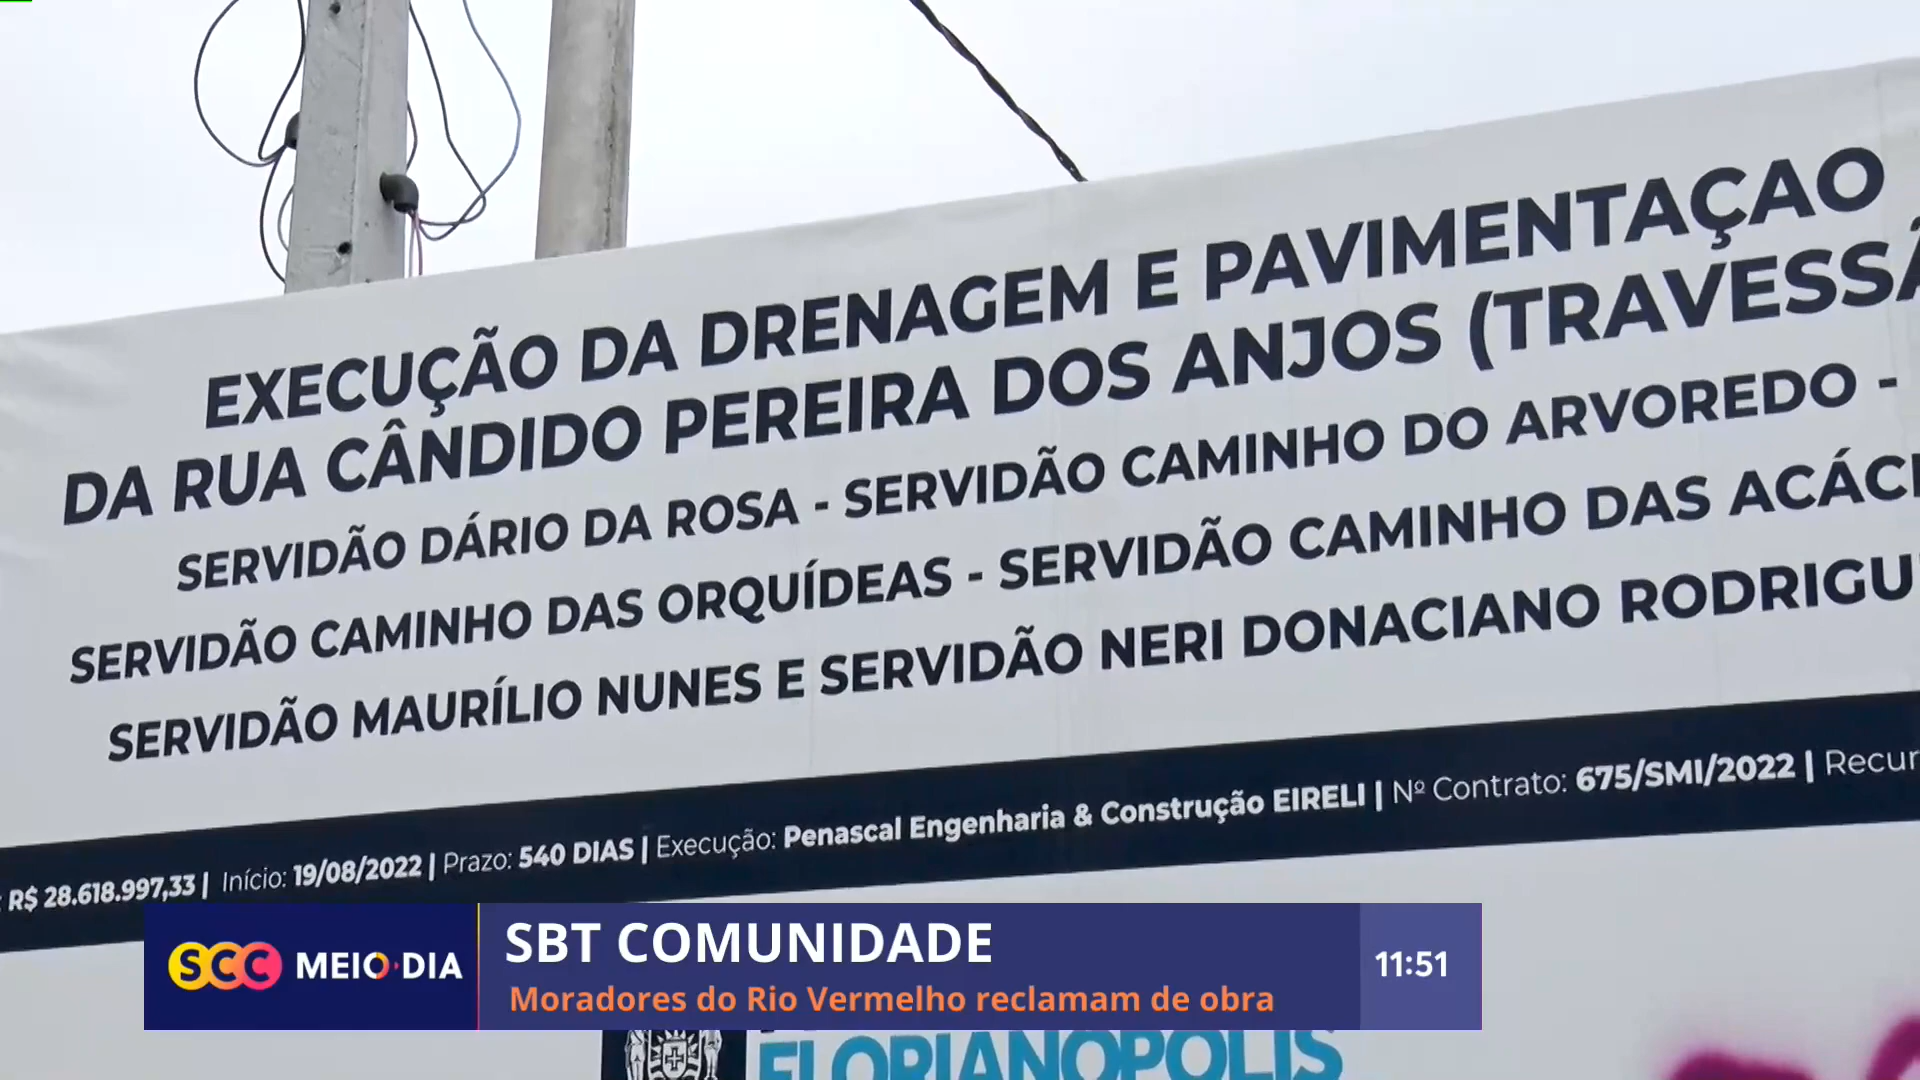 EXECUÇÃO DA DRENAGEM E PAVIMENTAÇAO
DA RUA CÂNDIDO PEREIRA DOS ANJOS (TRAVESSÃ
SERVIDÃO DÁRIO DA ROSA - SERVIDÃO CAMINHO DO ARVOREDO -
SERVIDÃO CAMINHO DAS ORQUÍDEAS - SERVIDÃO CAMINHO DAS ACÁCI
SERVIDÃO MAURÍLIO NUNES E SERVIDÃO NERI DONACIANO RODRIGU
: R$ 28.618.997,33 | Início: 19/08/2022 | Prazo: 540 DIAS | Execução: Penascal Engenharia & Construção EIRELI | Nº Contrato: 675/SMI/2022 | Recur
SCC MEIO-DIA
SBT COMUNIDADE
Moradores do Rio Vermelho reclamam de obra
11:51
FLORIANÓPOLIS